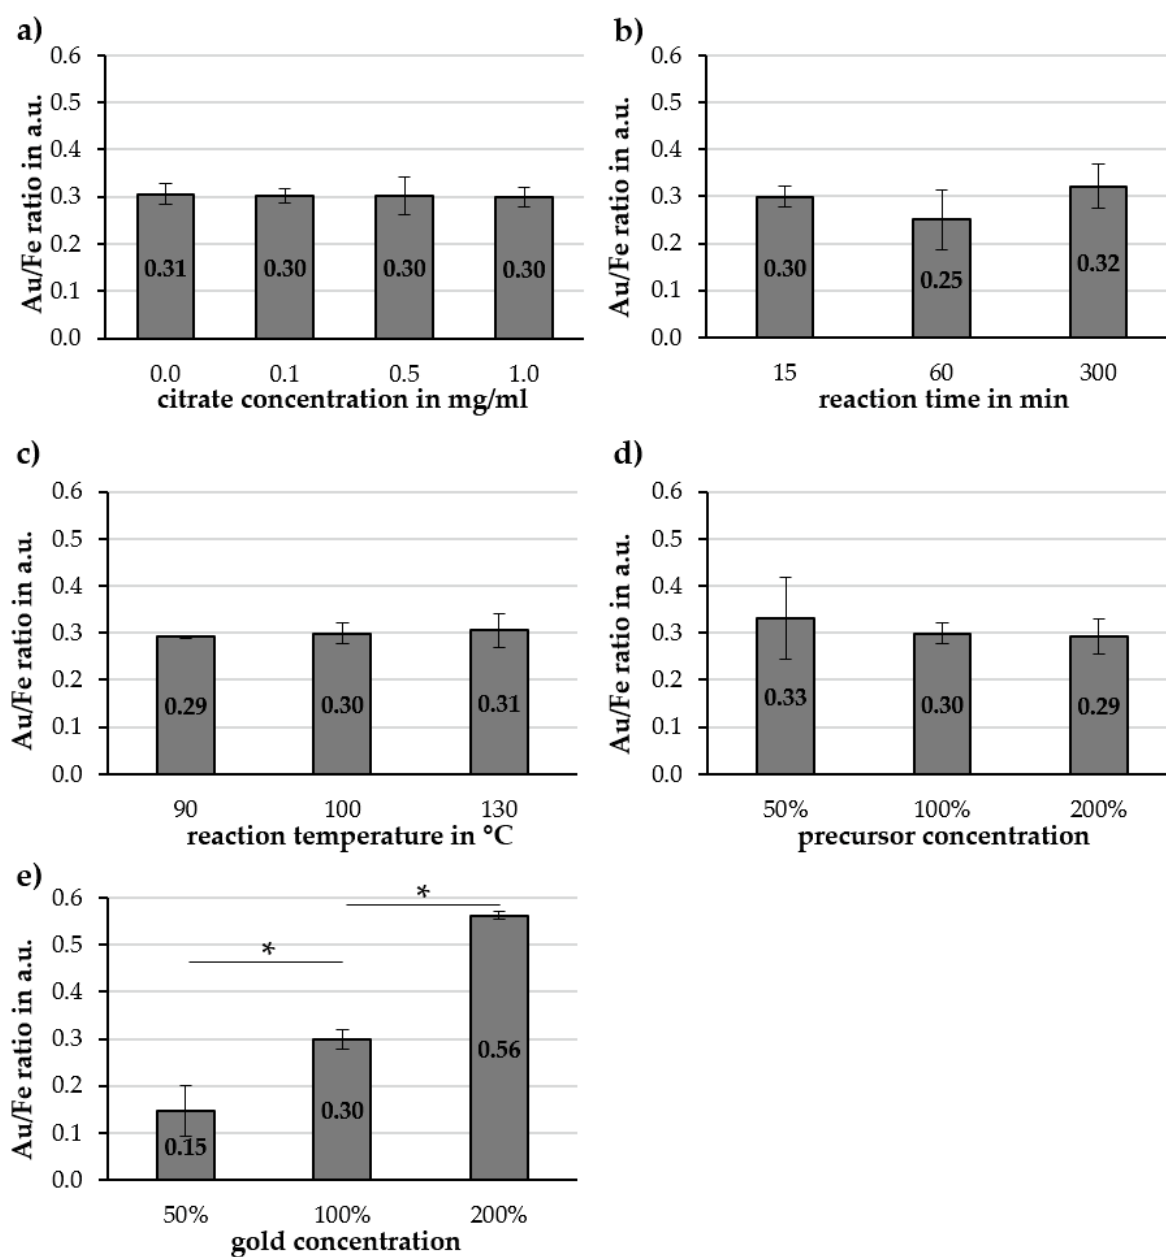 a)
Au/Fe ratio in a.u.
0.6
0.5
0.4
0.3
0.2
0.1
0.0
0.31
0.30
0.30
0.30
0.0 0.1 0.5 1.0
citrate concentration in mg/ml
b)
Au/Fe ratio in a.u.
0.6
0.5
0.4
0.3
0.2
0.1
0.0
0.30
0.25
0.32
15 60 300
reaction time in min
c)
Au/Fe ratio in a.u.
0.6
0.5
0.4
0.3
0.2
0.1
0.0
0.29
0.30
0.31
90 100 130
reaction temperature in °C
d)
Au/Fe ratio in a.u.
0.6
0.5
0.4
0.3
0.2
0.1
0.0
0.33
0.30
0.29
50% 100% 200%
precursor concentration
e)
Au/Fe ratio in a.u.
0.6
0.5
0.4
0.3
0.2
0.1
0.0
*
*
0.15
0.30
0.56
50% 100% 200%
gold concentration